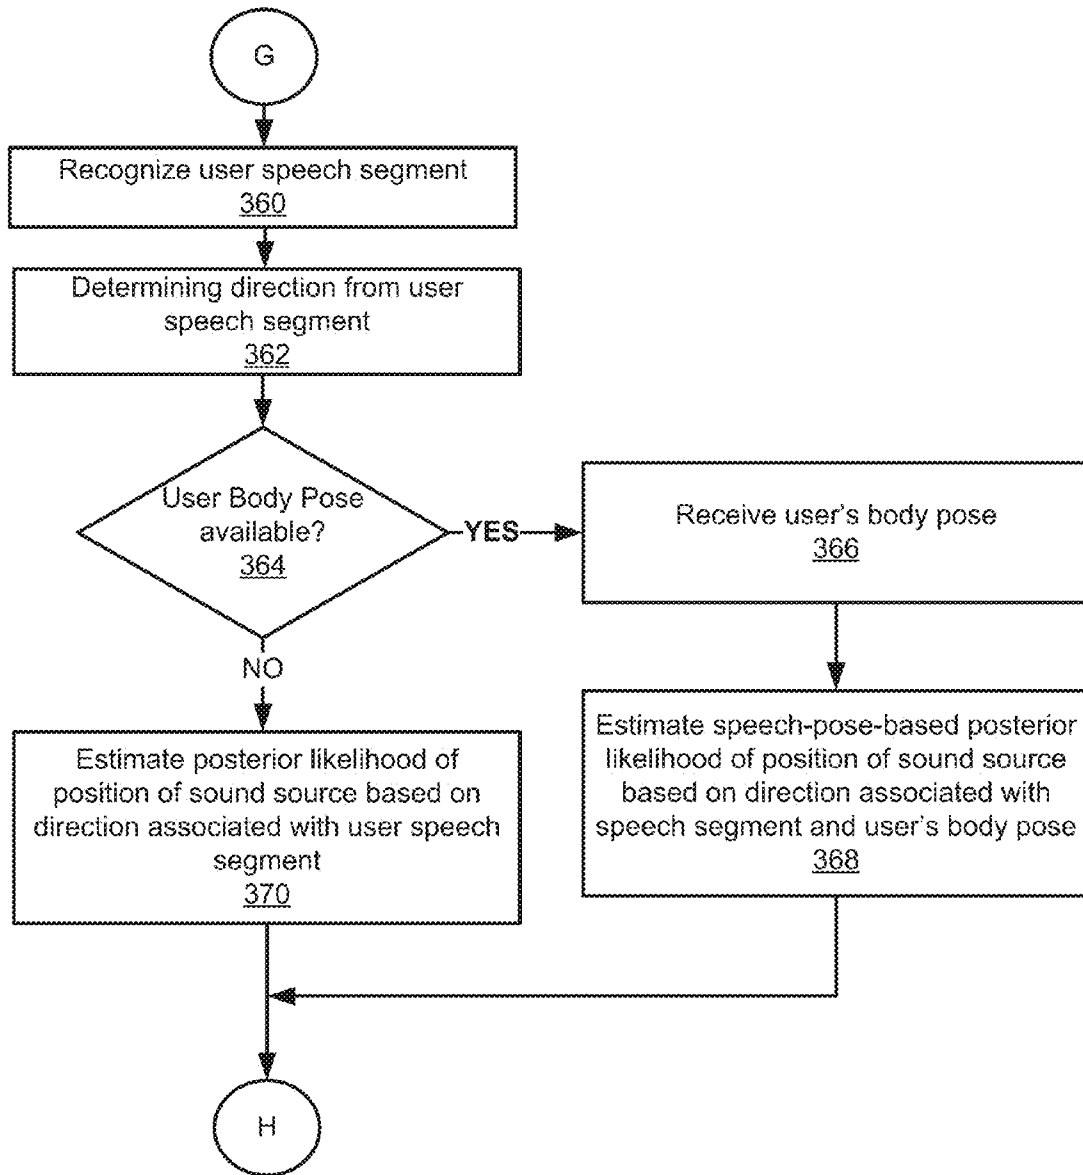 G
Recognize user speech segment
360
Determining direction from user
speech segment
362
User Body Pose
available?
364
YES
Receive user's body pose
366
NO
Estimate posterior likelihood of
position of sound source based on
direction associated with user speech
segment
370
Estimate speech-pose-based posterior
likelihood of position of sound source
based on direction associated with
speech segment and user's body pose
368
H